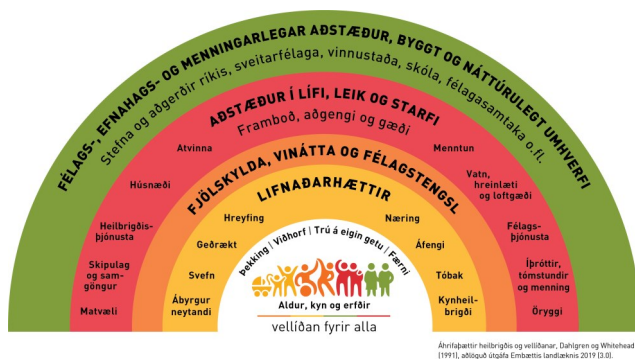 FÉLAGS-, EFNAHAGS- OG MENNINGARLEGAR AÐSTÆÐUR, BYGGT OG NÁTTÚRULEGT UMHVERFI
Stefna og aðgerðir ríkis, sveitarfélaga, vinnustaða, skóla, félagasamtaka o.fl.
AÐSTÆÐUR Í LÍFI, LEIK OG STARFI
Framboð, aðgengi og gæði
Atvinna
Húsnæði
Heilbrigðis-
þjónusta
Skipulag
og sam-
göngur
Matvæli
Menntun
Vatn,
hreinlæti
og loftgæði
Félags-
þjónusta
Íþróttir,
tómstundir
og menning
Öryggi
FJÖLSKYLDA, VINÁTTA OG FÉLAGSTENGSL
LIFNAÐARHÆTTIR
Hreyfing
Geðrækt
Svefn
Ábyrgur
neytandi
Næring
Áfengi
Tóbak
Kynheil-
brigði
Þekking | Viðhorf | Trú á eigin getu | Færni
Aldur, kyn og erfðir
vellíðan fyrir alla
Áhrifaþættir heilbrigðis og vellíðanar, Dahlgren og Whitehead
(1991), aðlöguð útgáfa Embættis landlæknis 2019 (3.0).